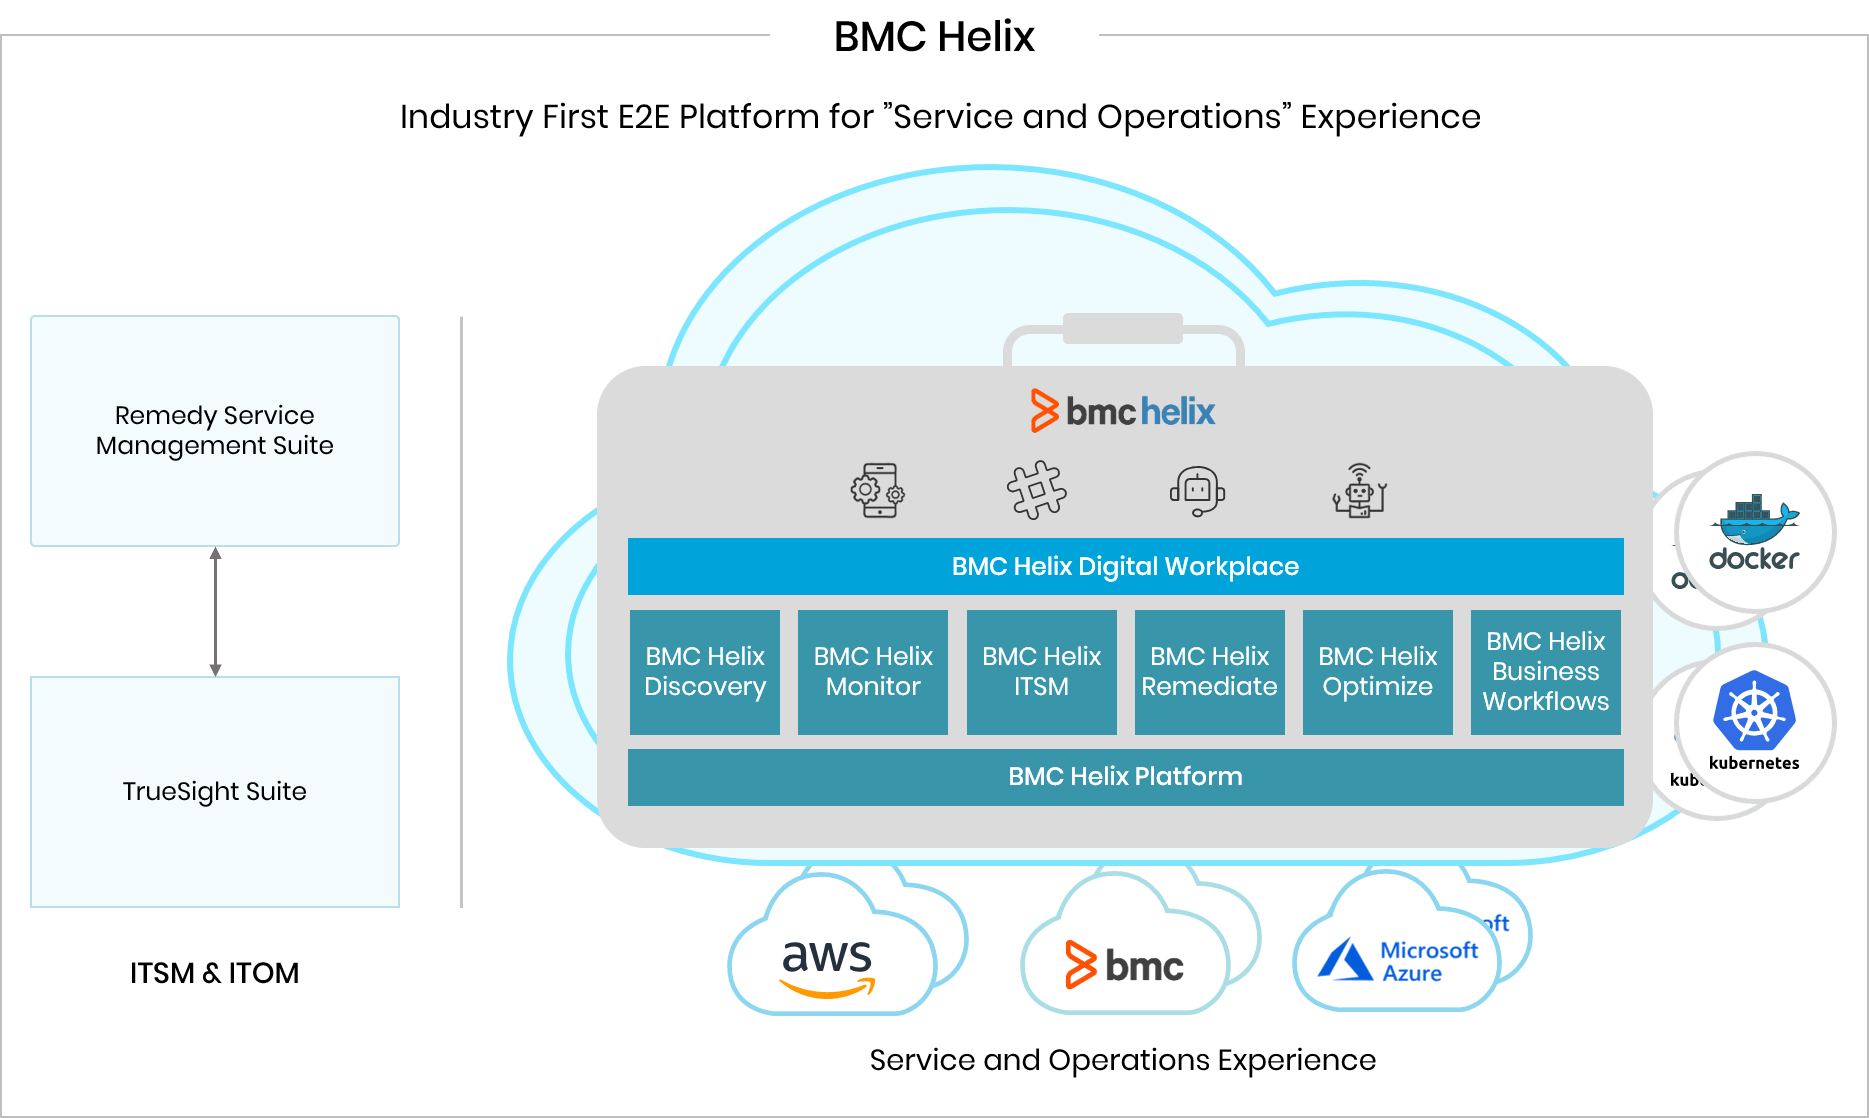 BMC Helix
Industry First E2E Platform for ”Service and Operations” Experience
Remedy Service
Management Suite
TrueSight Suite
ITSM & ITOM
bmc helix
BMC Helix Digital Workplace
BMC Helix
Discovery
BMC Helix
Monitor
BMC Helix
ITSM
BMC Helix
Remediate
BMC Helix
Optimize
BMC Helix
Business
Workflows
BMC Helix Platform
docker
kubernetes
aws
bmc
Microsoft
Azure
Service and Operations Experience